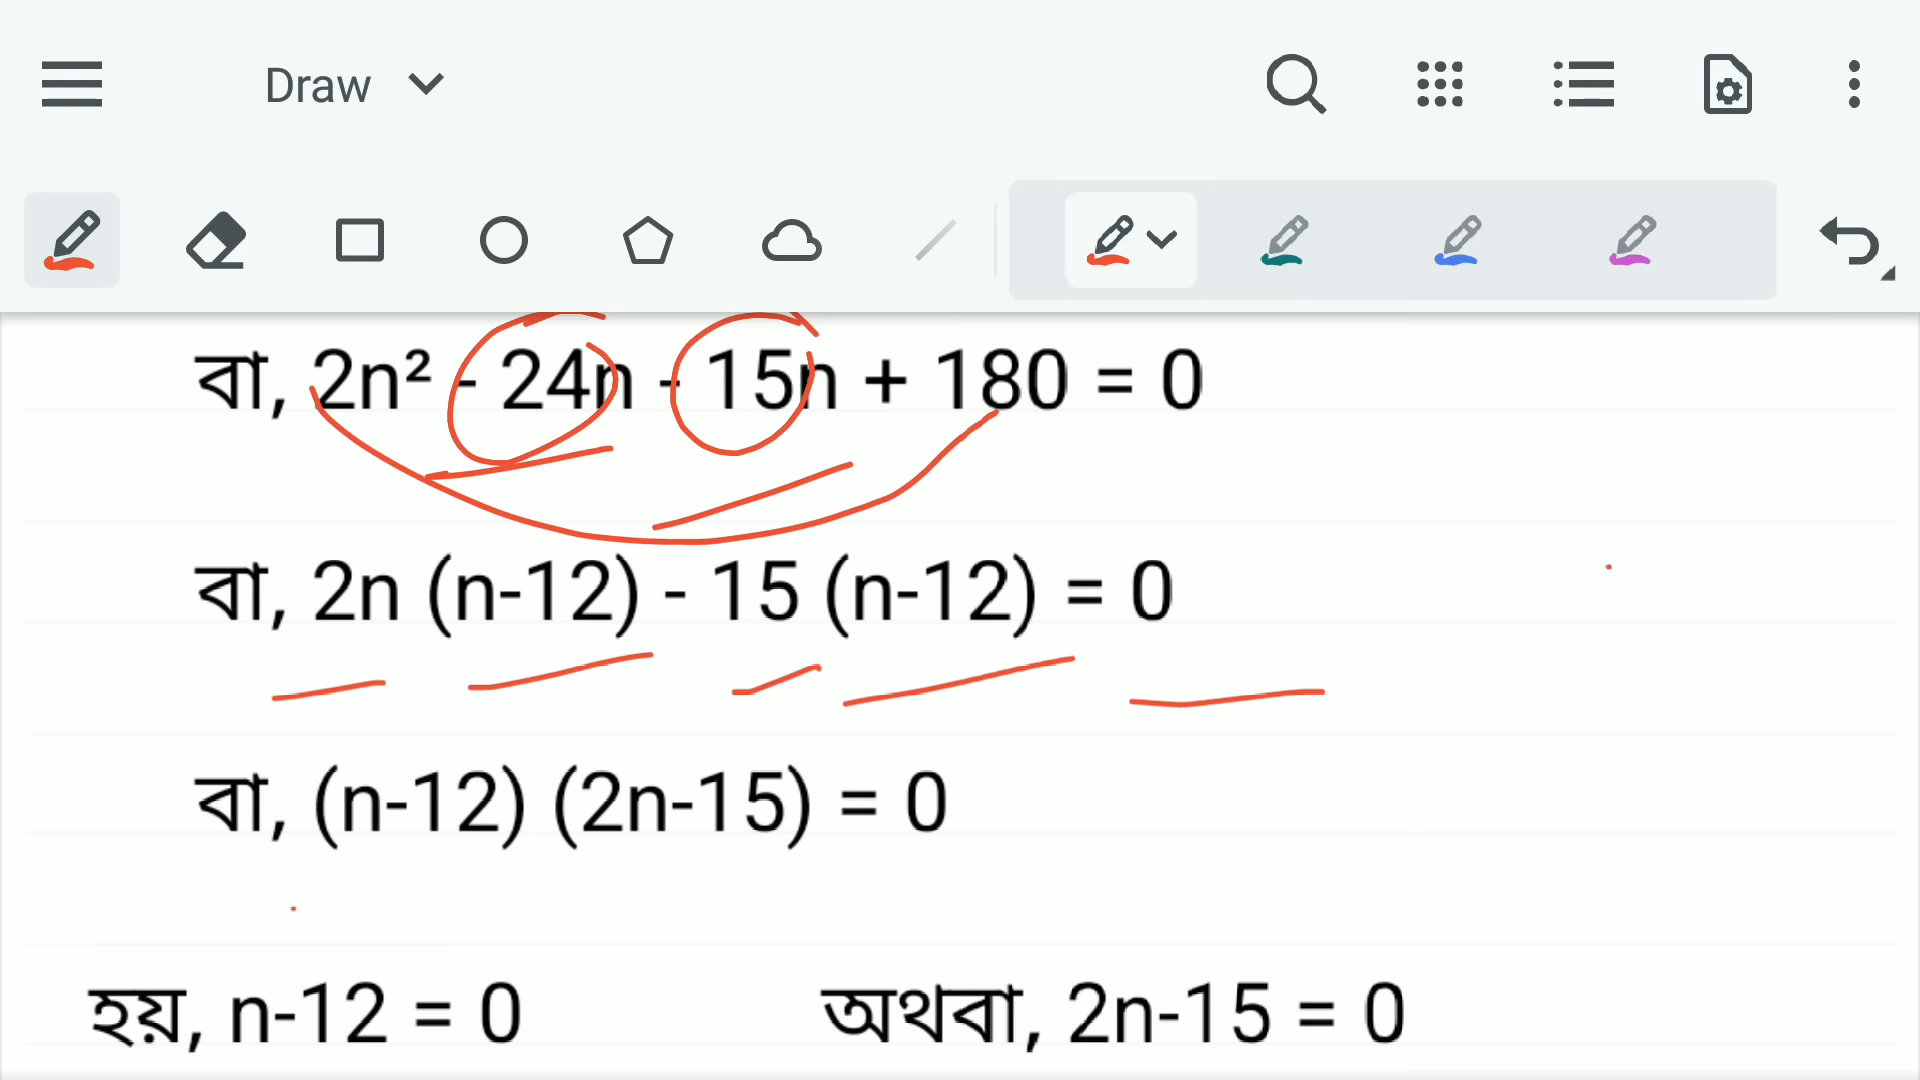 Draw
বা, 2n² - 24n - 15n + 180 = 0
বা, 2n (n-12) - 15 (n-12) = 0
বা, (n-12) (2n-15) = 0
হয়, n-12 = 0 অথবা, 2n-15 = 0